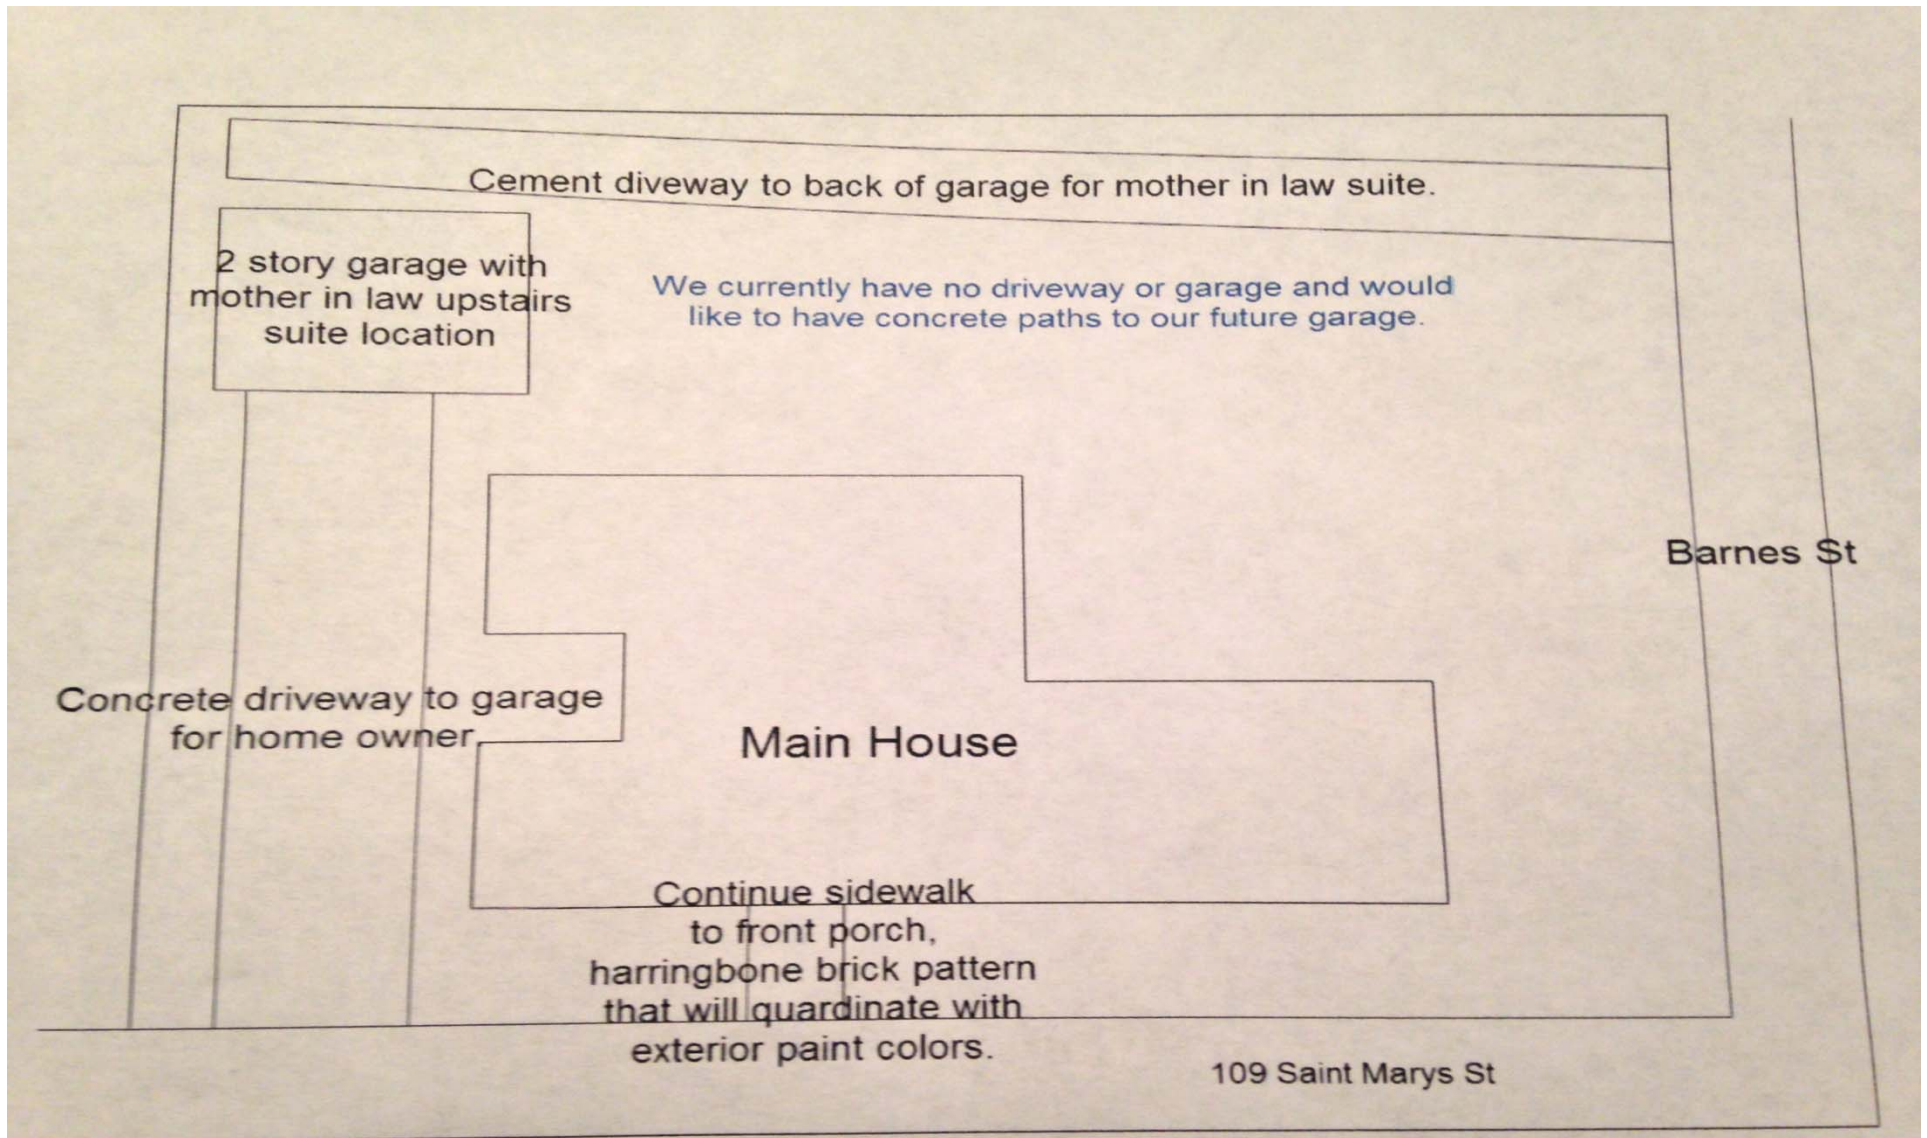 Cement diveway to back of garage for mother in law suite.
2 story garage with
mother in law upstairs
suite location
We currently have no driveway or garage and would
like to have concrete paths to our future garage.
Barnes St
Concrete driveway to garage
for home owner.
Main House
Continue sidewalk
to front porch,
harringbone brick pattern
that will quardinate with
exterior paint colors.
109 Saint Marys St